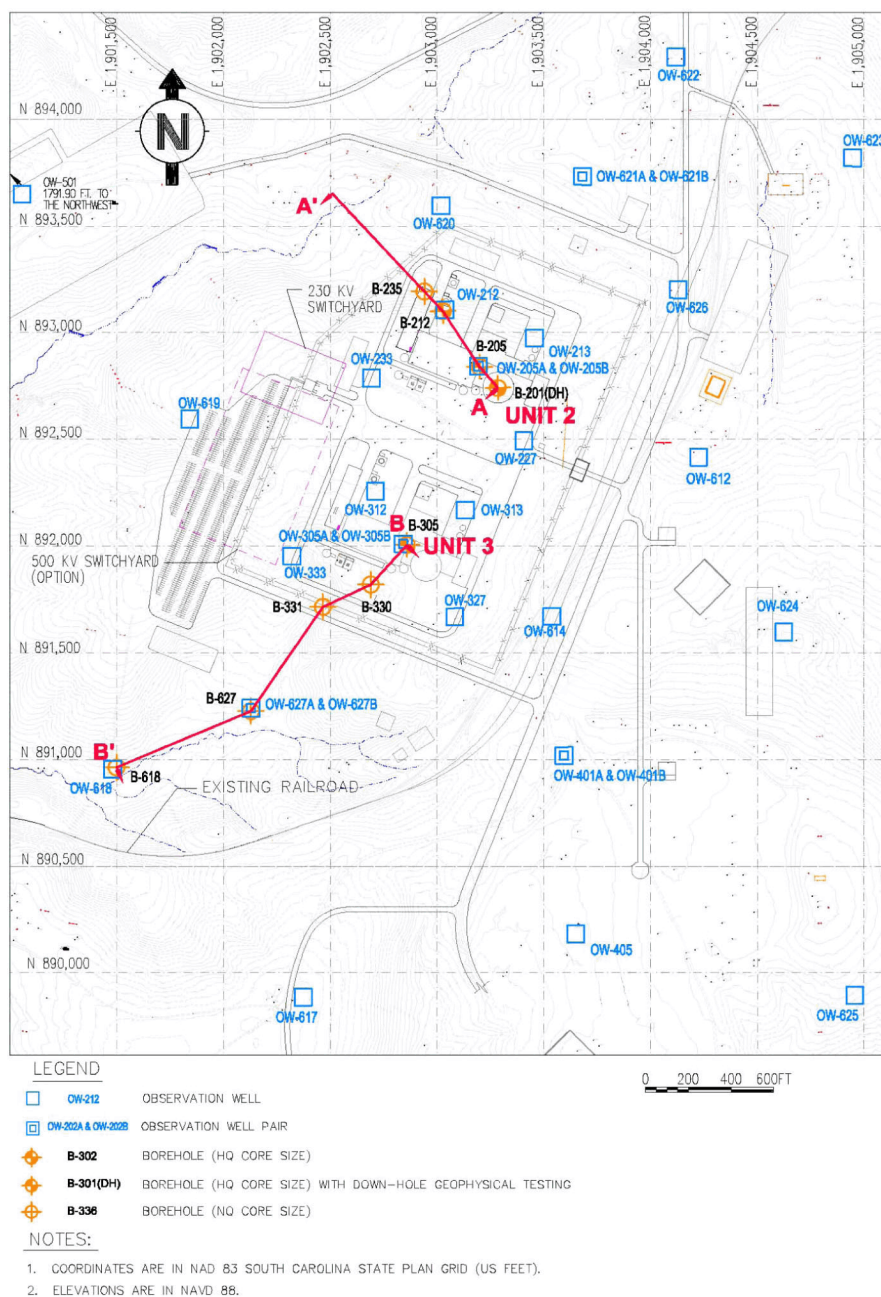 E 1,901,500
E 1,902,000
E 1,902,500
E 1,903,000
E 1,903,500
E 1,904,000
E 1,904,500
E 1,905,000
OW-622
N 894,000
N
OW-623
OW-501
1791.90 FT. TO
THE NORTHWEST
OW-621A & OW-621B
A'
N 893,500
OW-620
B-235
230 KV
SWITCHYARD
OW-212
OW-626
N 893,000
B-212
B-205
OW-213
OW-233
OW-205A & OW-205B
A
B-201(DH)
UNIT 2
OW-619
N 892,500
OW-227
OW-612
OW-312
B
B-305
OW-313
OW-305A & OW-305B
N 892,000
UNIT 3
500 KV SWITCHYARD
(OPTION)
OW-333
B-331
B-330
OW-327
OW-614
OW-624
N 891,500
B-627
OW-627A & OW-627B
N 891,000
B'
OW-618
B-618
EXISTING RAILROAD
OW-401A & OW-401B
N 890,500
OW-405
N 890,000
OW-617
OW-625
LEGEND
0 200 400 600FT
OW-212 OBSERVATION WELL
OW-202A & OW-202B OBSERVATION WELL PAIR
B-302 BOREHOLE (HQ CORE SIZE)
B-301(DH) BOREHOLE (HQ CORE SIZE) WITH DOWN-HOLE GEOPHYSICAL TESTING
B-336 BOREHOLE (NQ CORE SIZE)
NOTES:
1. COORDINATES ARE IN NAD 83 SOUTH CAROLINA STATE PLAN GRID (US FEET).
2. ELEVATIONS ARE IN NAVD 88.